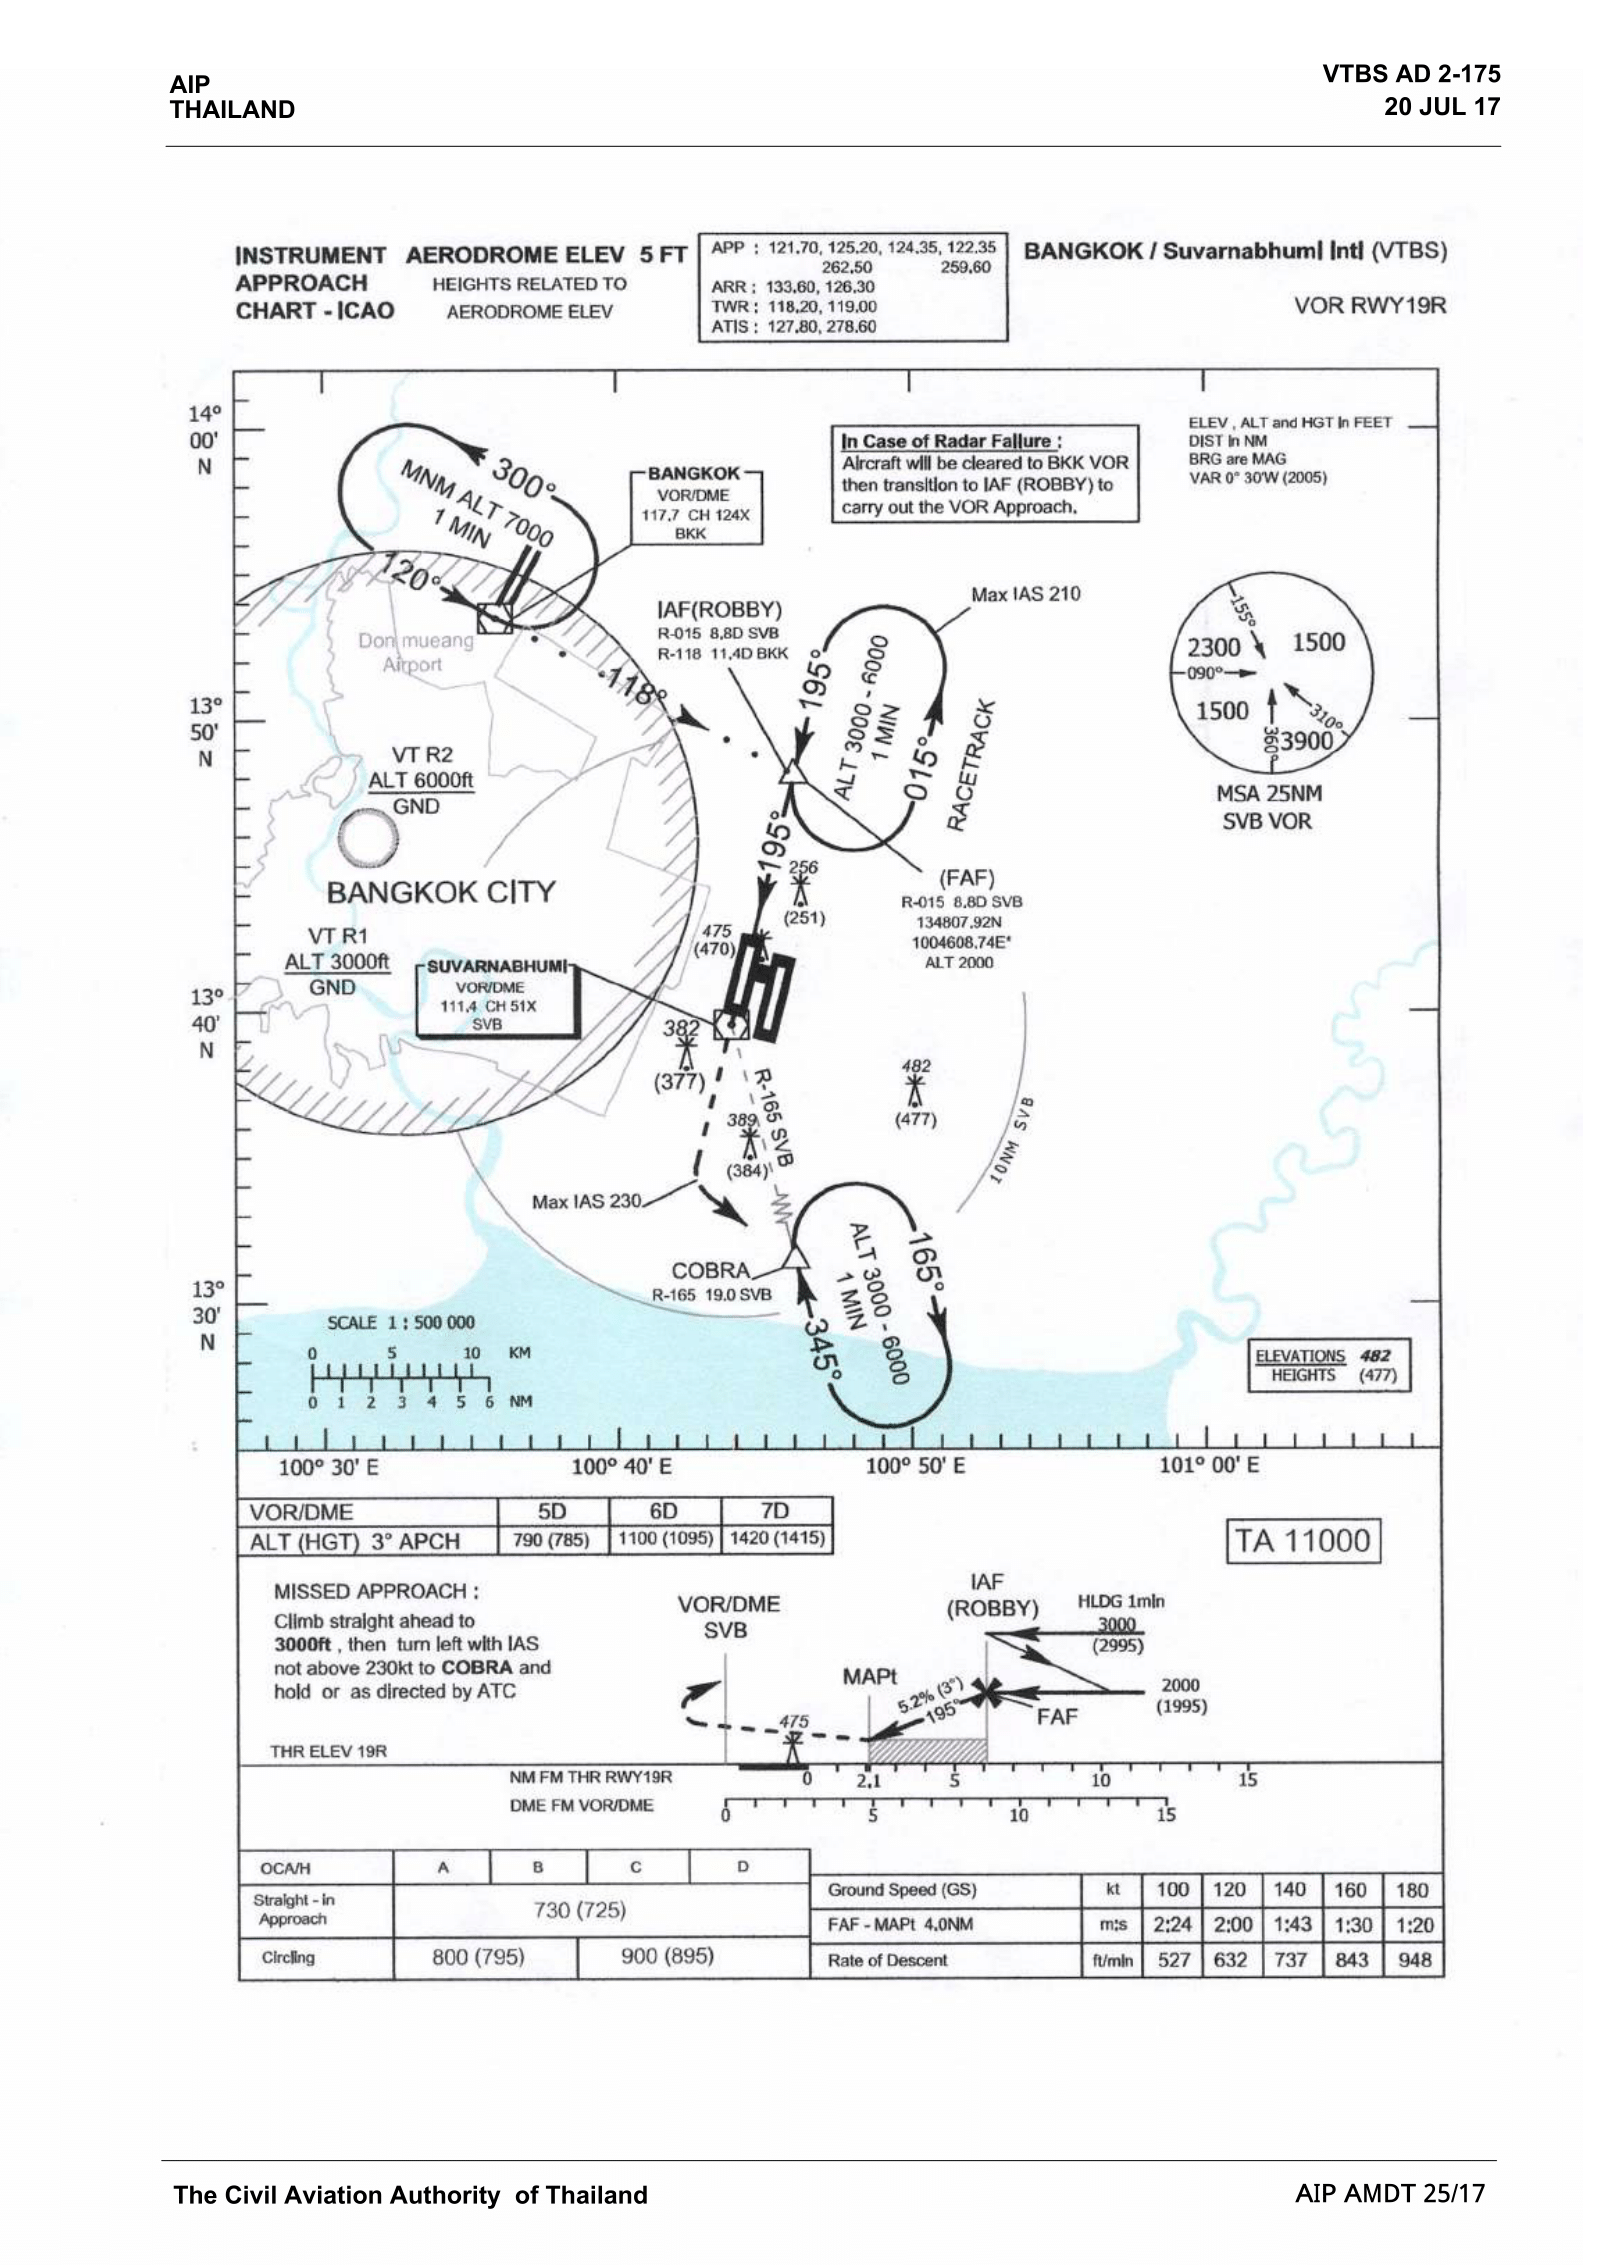 AIP
THAILAND
VTBS AD 2-175
20 JUL 17
INSTRUMENT
APPROACH
CHART - ICAO
AERODROME ELEV 5 FT
HEIGHTS RELATED TO
AERODROME ELEV
APP : 121.70, 125.20, 124.35, 122.35
262.50 259.60
ARR : 133.60, 126.30
TWR : 118.20, 119.00
ATIS : 127.80, 278.60
BANGKOK / Suvarnabhumi Intl (VTBS)
VOR RWY19R
14°
00'
N
13°
50'
N
13°
40'
N
13°
30'
N
300°
MNM ALT 7000
1 MIN
120°
BANGKOK
VOR/DME
117.7 CH 124X
BKK
In Case of Radar Failure :
Aircraft will be cleared to BKK VOR
then transition to IAF (ROBBY) to
carry out the VOR Approach.
ELEV , ALT and HGT In FEET
DIST In NM
BRG are MAG
VAR 0° 30'W (2005)
Don mueang
Airport
118°
IAF(ROBBY)
R-015 8.8D SVB
R-118 11.4D BKK
Max IAS 210
195°
ALT 3000 - 6000
1 MIN
015°
RACETRACK
155°
2300
1500
090°
1500
310°
360°
3900
MSA 25NM
SVB VOR
VT R2
ALT 6000ft
GND
BANGKOK CITY
VT R1
ALT 3000ft
GND
195°
256
(251)
475
(470)
(FAF)
R-015 8.8D SVB
134807.92N
1004608.74E*
ALT 2000
SUVARNABHUMI
VOR/DME
111.4 CH 51X
SVB
382
(377)
R-165 SVB
389
(384)
482
(477)
10NM SVB
Max IAS 230
COBRA
R-165 19.0 SVB
165°
ALT 3000 - 6000
1 MIN
345°
SCALE 1 : 500 000
0 5 10 KM
0 1 2 3 4 5 6 NM
ELEVATIONS 482
HEIGHTS (477)
100° 30' E 100° 40' E 100° 50' E 101° 00' E
VOR/DME 5D 6D 7D
ALT (HGT) 3° APCH 790 (785) 1100 (1095) 1420 (1415)
TA 11000
MISSED APPROACH :
Climb straight ahead to
3000ft , then turn left with IAS
not above 230kt to COBRA and
hold or as directed by ATC
VOR/DME
SVB
IAF
(ROBBY)
HLDG 1min
3000
(2995)
MAPt
5.2% (3°)
195°
FAF
2000
(1995)
475
THR ELEV 19R
NM FM THR RWY19R 0 2.1 5 10 15
DME FM VOR/DME 0 5 10 15
OCA/H A B C D
Straight - in
Approach
730 (725)
Circling 800 (795) 900 (895)
Ground Speed (GS) kt 100 120 140 160 180
FAF - MAPt 4.0NM m:s 2:24 2:00 1:43 1:30 1:20
Rate of Descent ft/min 527 632 737 843 948
The Civil Aviation Authority of Thailand
AIP AMDT 25/17